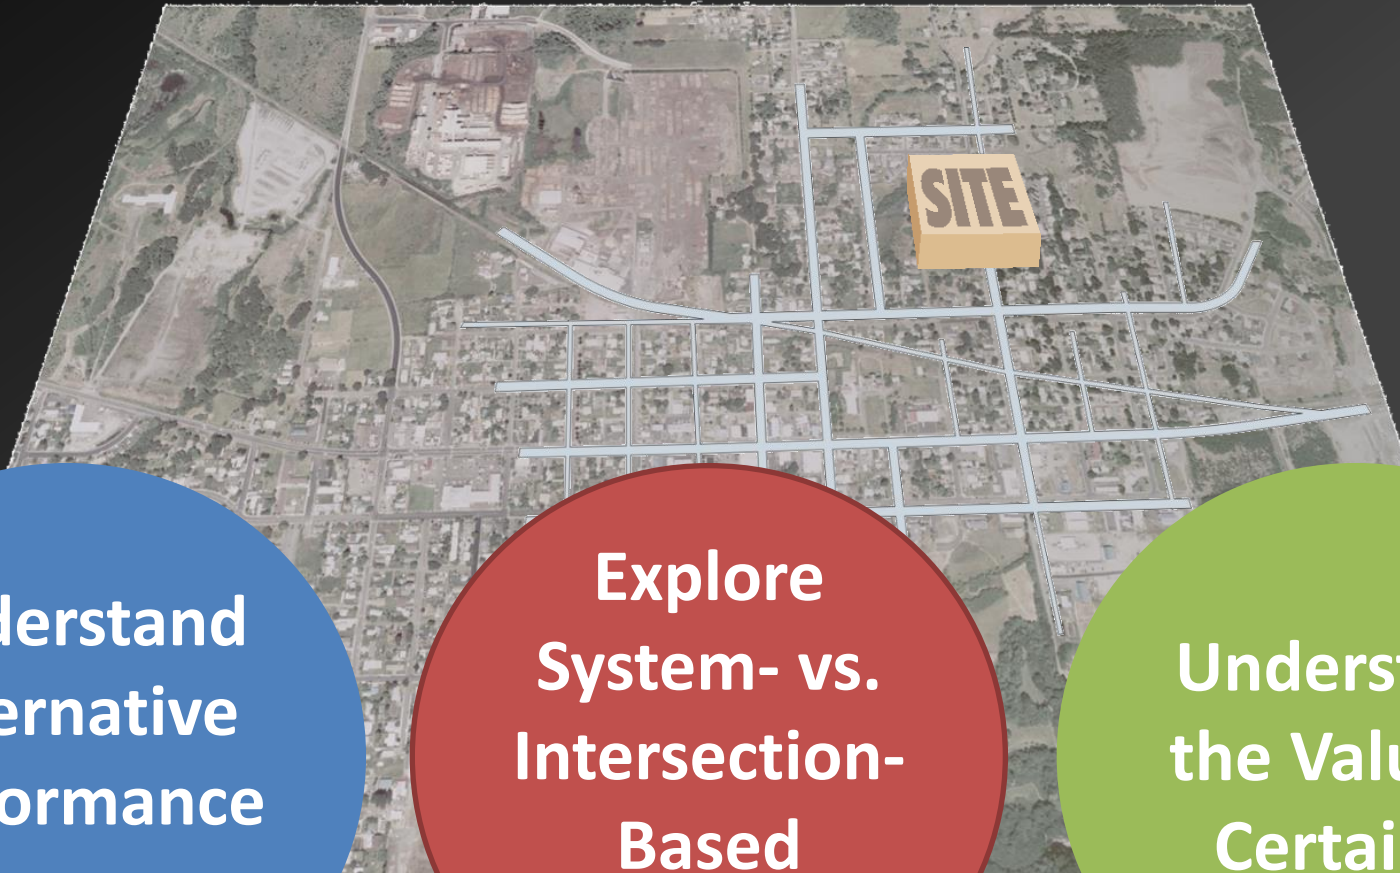 SITE
derstand
ernative
ormance
Explore
System- vs.
Intersection-
Based
Underst
the Valu
Certai